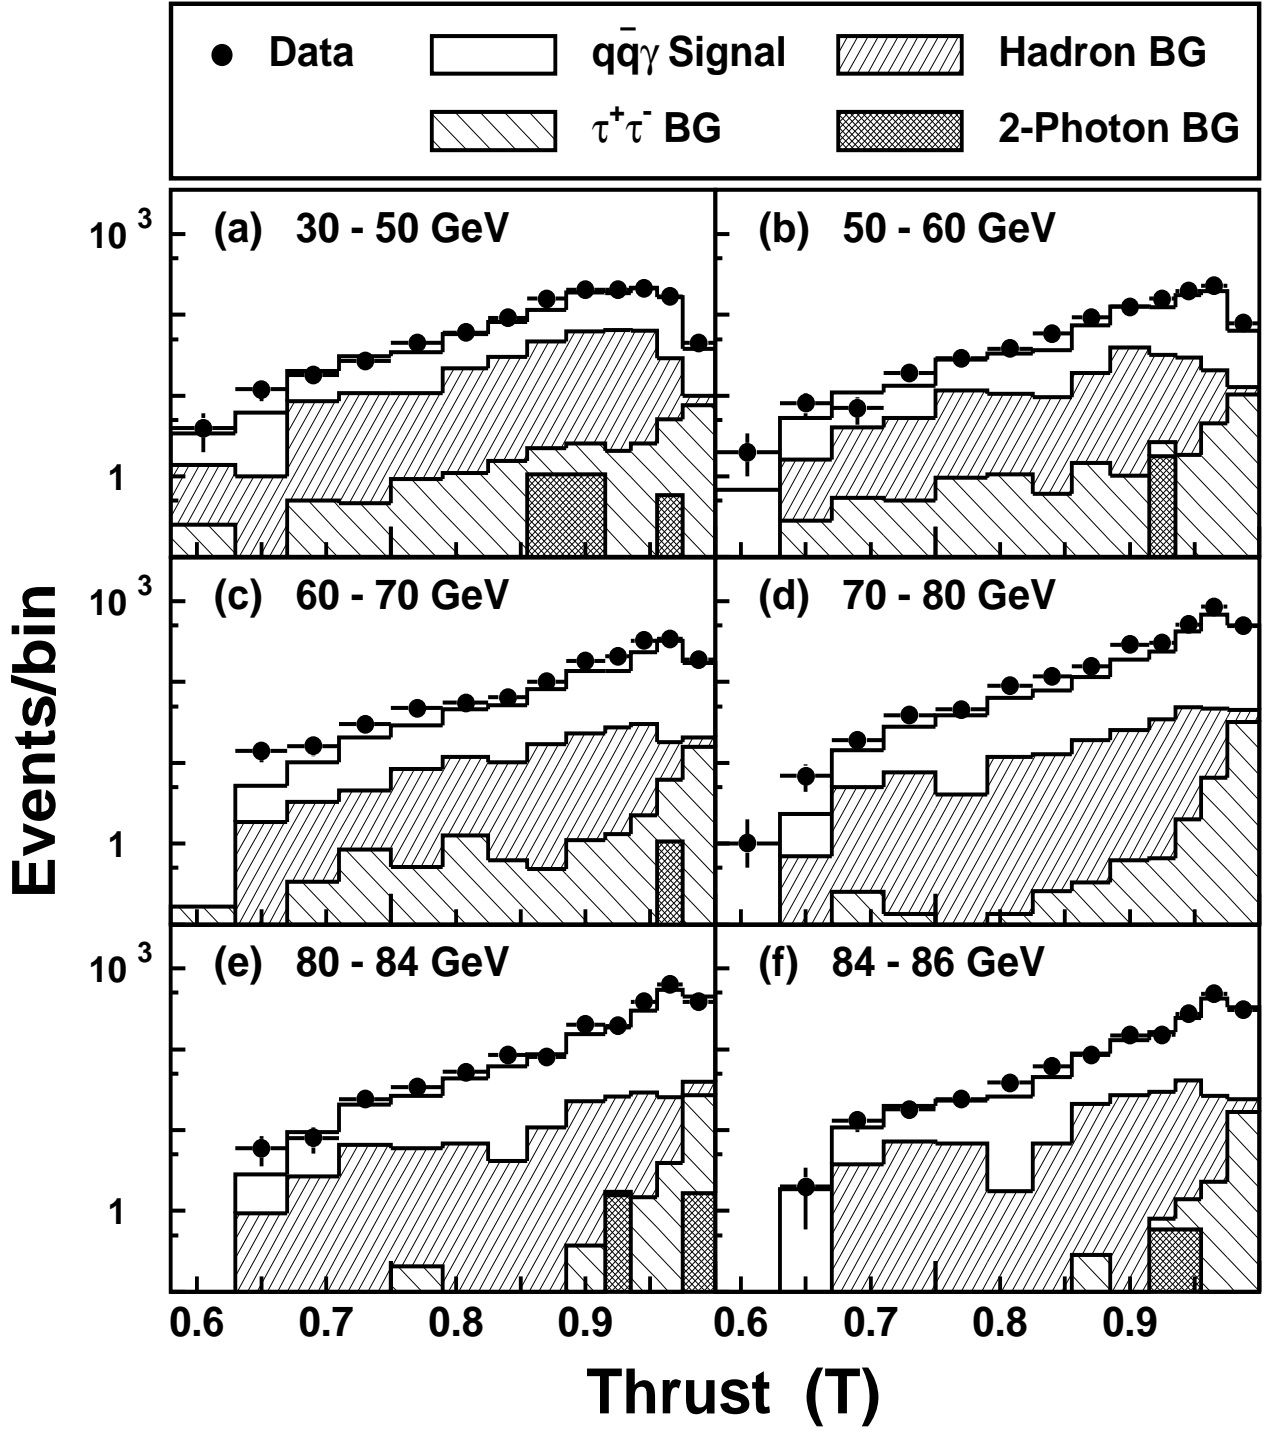 Data qq̄γ Signal Hadron BG
τ⁺τ⁻ BG 2-Photon BG
10³ (a) 30 - 50 GeV (b) 50 - 60 GeV
1
10³ (c) 60 - 70 GeV (d) 70 - 80 GeV
Events/bin
1
10³ (e) 80 - 84 GeV (f) 84 - 86 GeV
1
0.6 0.7 0.8 0.9 0.6 0.7 0.8 0.9
Thrust (T)